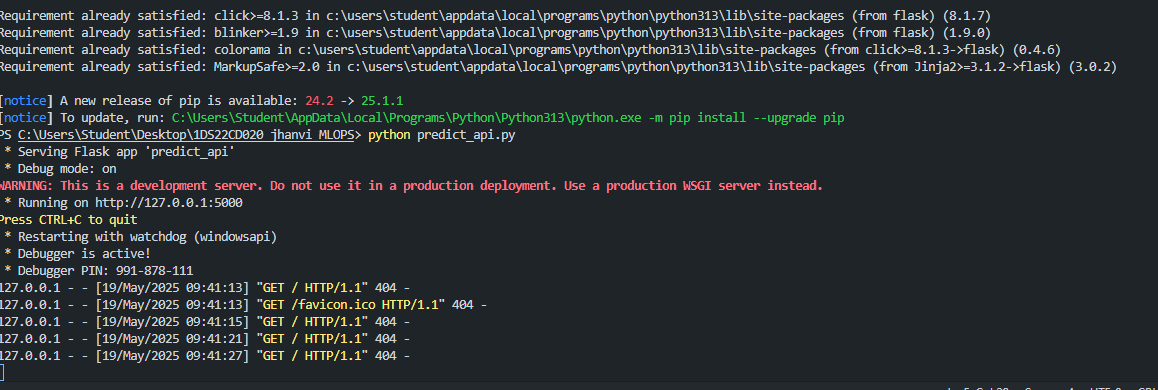 Requirement already satisfied: click>=8.1.3 in c:\users\student\appdata\local\programs\python\python313\lib\site-packages (from flask) (8.1.7)
Requirement already satisfied: blinker>=1.9 in c:\users\student\appdata\local\programs\python\python313\lib\site-packages (from flask) (1.9.0)
Requirement already satisfied: colorama in c:\users\student\appdata\local\programs\python\python313\lib\site-packages (from click>=8.1.3->flask) (0.4.6)
Requirement already satisfied: MarkupSafe>=2.0 in c:\users\student\appdata\local\programs\python\python313\lib\site-packages (from Jinja2>=3.1.2->flask) (3.0.2)
[notice] A new release of pip is available: 24.2 -> 25.1.1
[notice] To update, run: C:\Users\Student\AppData\Local\Programs\Python\Python313\python.exe -m pip install --upgrade pip
PS C:\Users\Student\Desktop\1DS22CD020 jhanvi MLOPS> python predict_api.py
* Serving Flask app 'predict_api'
* Debug mode: on
WARNING: This is a development server. Do not use it in a production deployment. Use a production WSGI server instead.
* Running on http://127.0.0.1:5000
Press CTRL+C to quit
* Restarting with watchdog (windowsapi)
* Debugger is active!
* Debugger PIN: 991-878-111
127.0.0.1 - - [19/May/2025 09:41:13] "GET / HTTP/1.1" 404 -
127.0.0.1 - - [19/May/2025 09:41:13] "GET /favicon.ico HTTP/1.1" 404 -
127.0.0.1 - - [19/May/2025 09:41:15] "GET / HTTP/1.1" 404 -
127.0.0.1 - - [19/May/2025 09:41:21] "GET / HTTP/1.1" 404 -
127.0.0.1 - - [19/May/2025 09:41:27] "GET / HTTP/1.1" 404 -